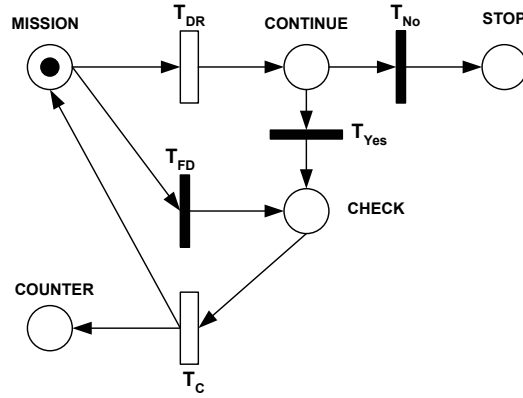 MISSION
T_DR
CONTINUE
T_No
STOP
T_Yes
T_FD
CHECK
COUNTER
T_C